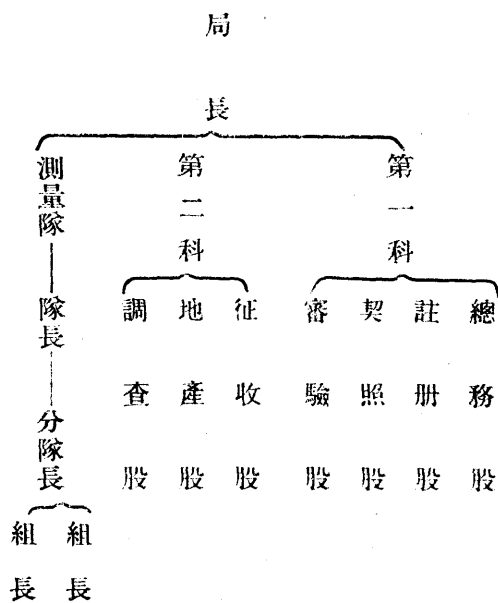 局長
第一科
總務股
註册股
契照股
審驗股
第二科
征收股
地產股
調查股
測量隊——隊長——分隊長
組長
組長